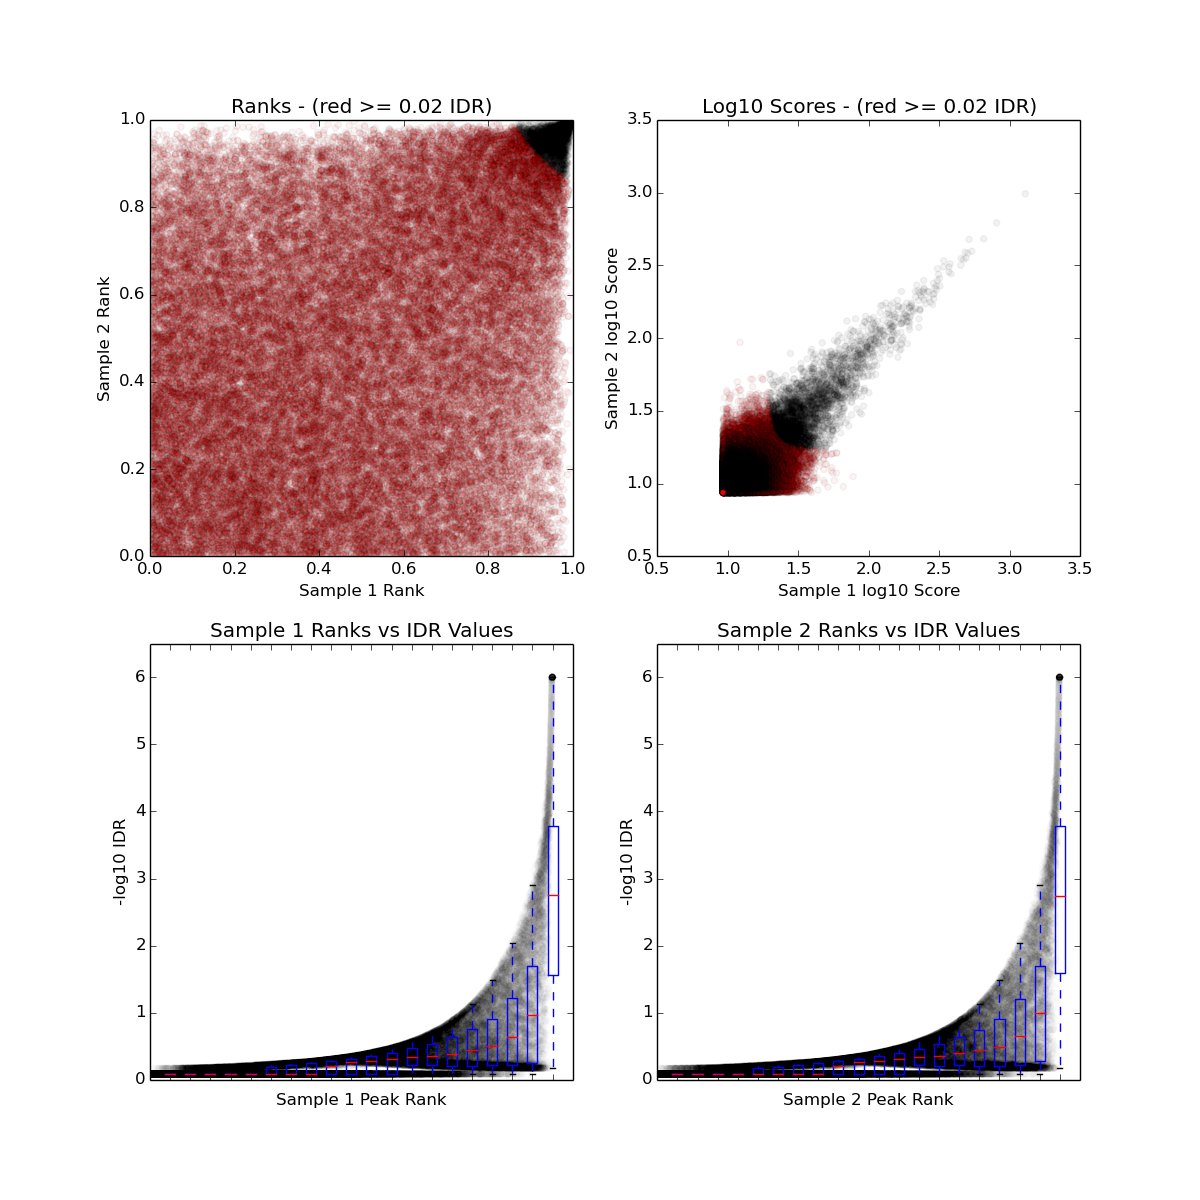 Ranks - (red >= 0.02 IDR)
1.0
0.8
0.6
0.4
0.2
0.0
Sample 2 Rank
0.0 0.2 0.4 0.6 0.8 1.0
Sample 1 Rank
Log10 Scores - (red >= 0.02 IDR)
3.5
3.0
2.5
2.0
1.5
1.0
0.5
Sample 2 log10 Score
0.5 1.0 1.5 2.0 2.5 3.0 3.5
Sample 1 log10 Score
Sample 1 Ranks vs IDR Values
6
5
4
3
2
1
0
-log10 IDR
Sample 1 Peak Rank
Sample 2 Ranks vs IDR Values
6
5
4
3
2
1
0
-log10 IDR
Sample 2 Peak Rank